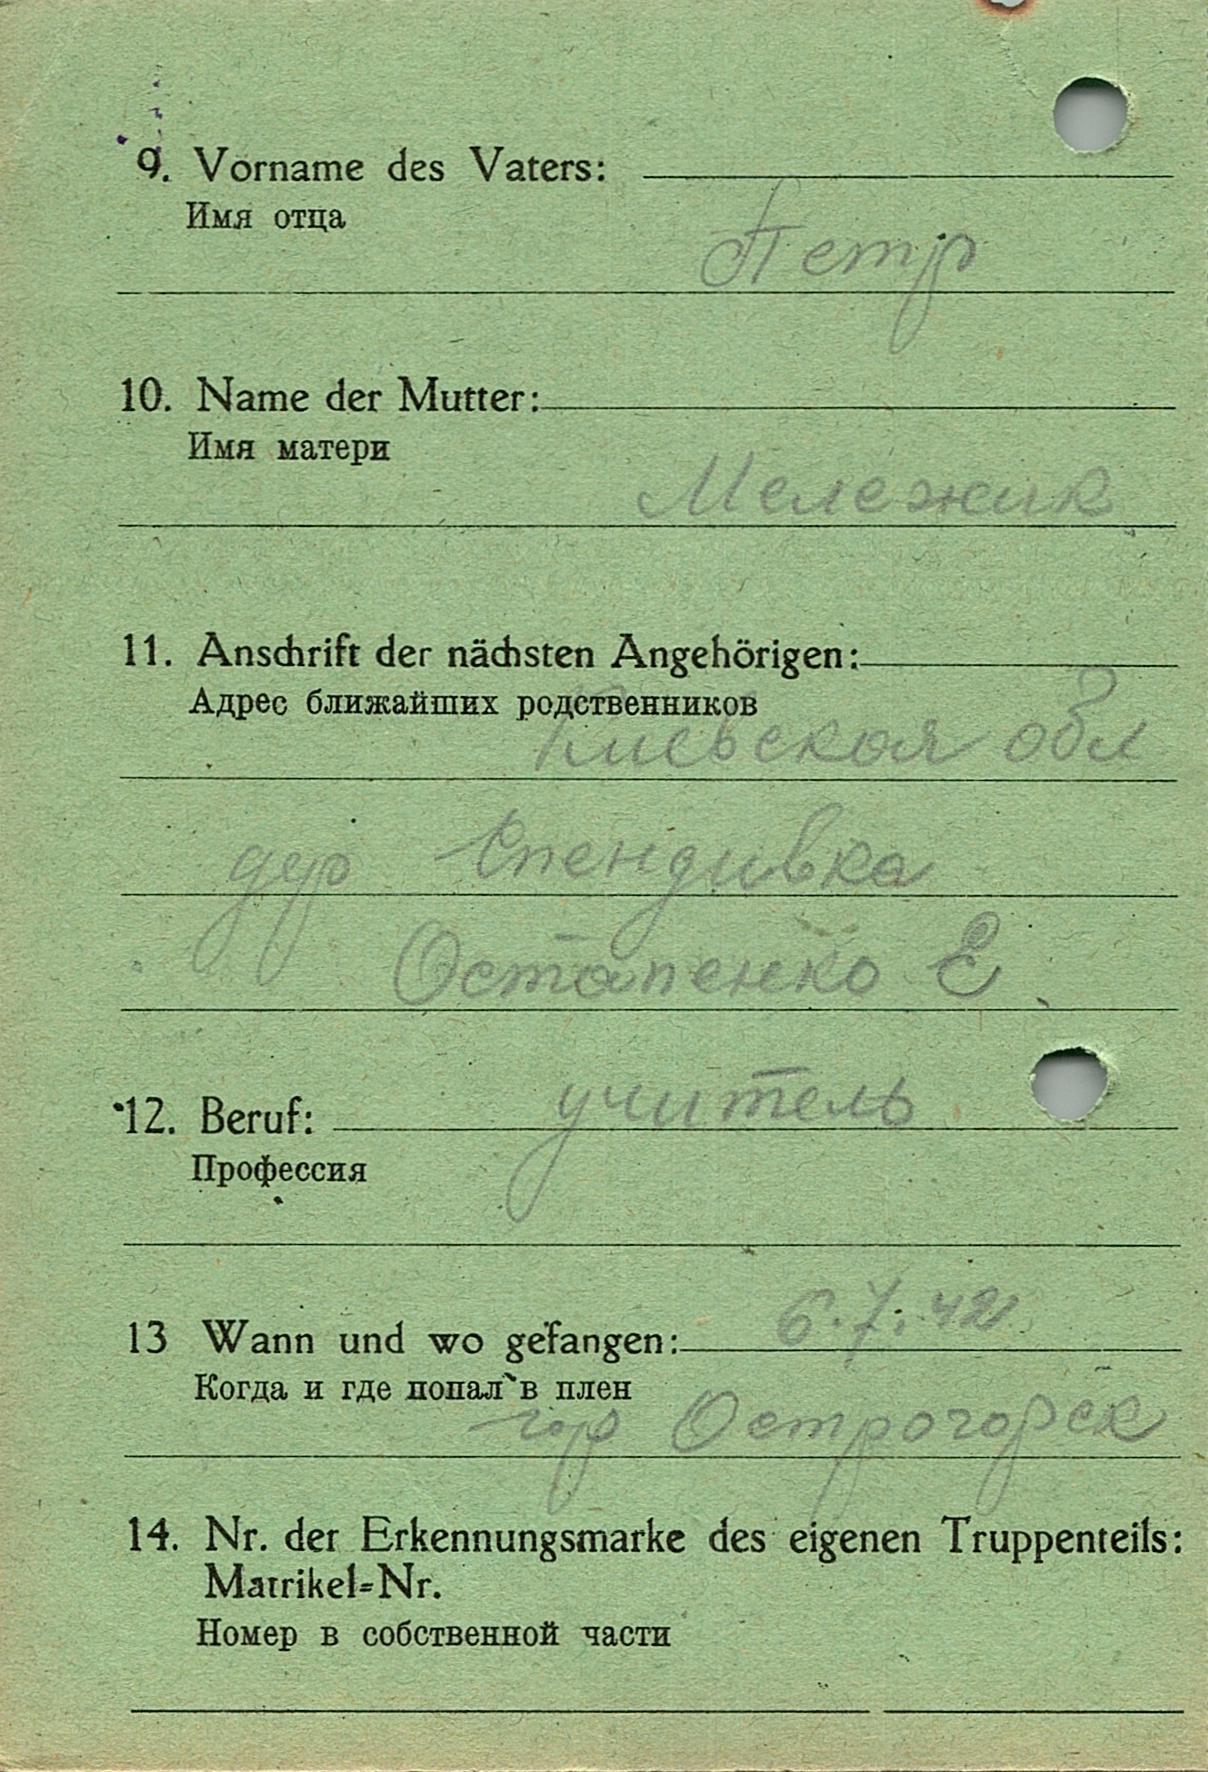 9. Vorname des Vaters:
Имя отца
Петр
10. Name der Mutter:
Имя матери
Мележик
11. Anschrift der nächsten Angehörigen:
Адрес ближайших родственников
Киевская обл
дер Спендивка
Остапенко Е
12. Beruf: учитель
Профессия
13 Wann und wo gefangen: 6.7.42
Когда и где попал в плен
гор Острогорск
14. Nr. der Erkennungsmarke des eigenen Truppenteils:
Matrikel=Nr.
Номер в собственной части